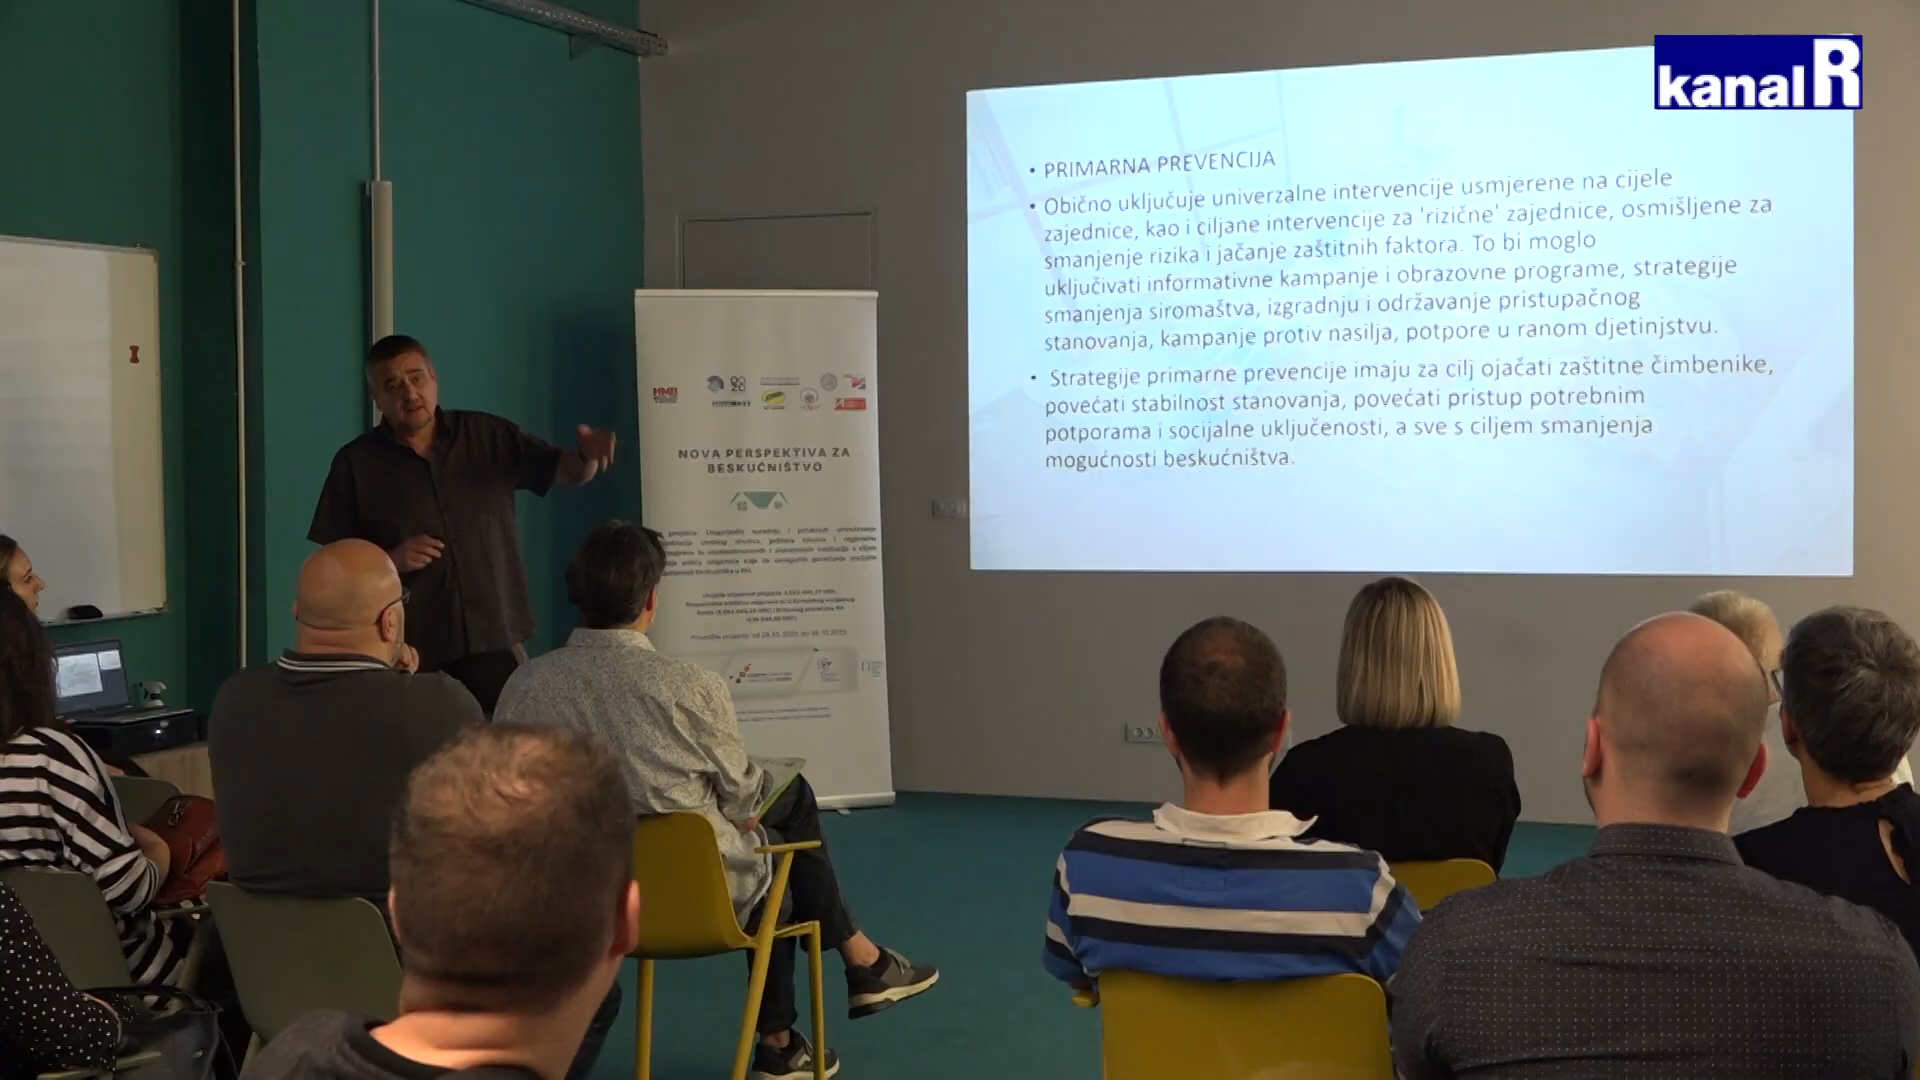 kanal R
• PRIMARNA PREVENCIJA
• Obično uključuje univerzalne intervencije usmjerene na cijele
zajednice, kao i ciljane intervencije za 'rizične' zajednice, osmišljene za
smanjenje rizika i jačanje zaštitnih faktora. To bi moglo
uključivati informativne kampanje i obrazovne programe, strategije
smanjenja siromaštva, izgradnju i održavanje pristupačnog
stanovanja, kampanje protiv nasilja, potpore u ranom djetinjstvu.
• Strategije primarne prevencije imaju za cilj ojačati zaštitne čimbenike,
povećati stabilnost stanovanja, povećati pristup potrebnim
potporama i socijalne uključenosti, a sve s ciljem smanjenja
mogućnosti beskućništva.
NOVA PERSPEKTIVA ZA
BESKUĆNIŠTVO